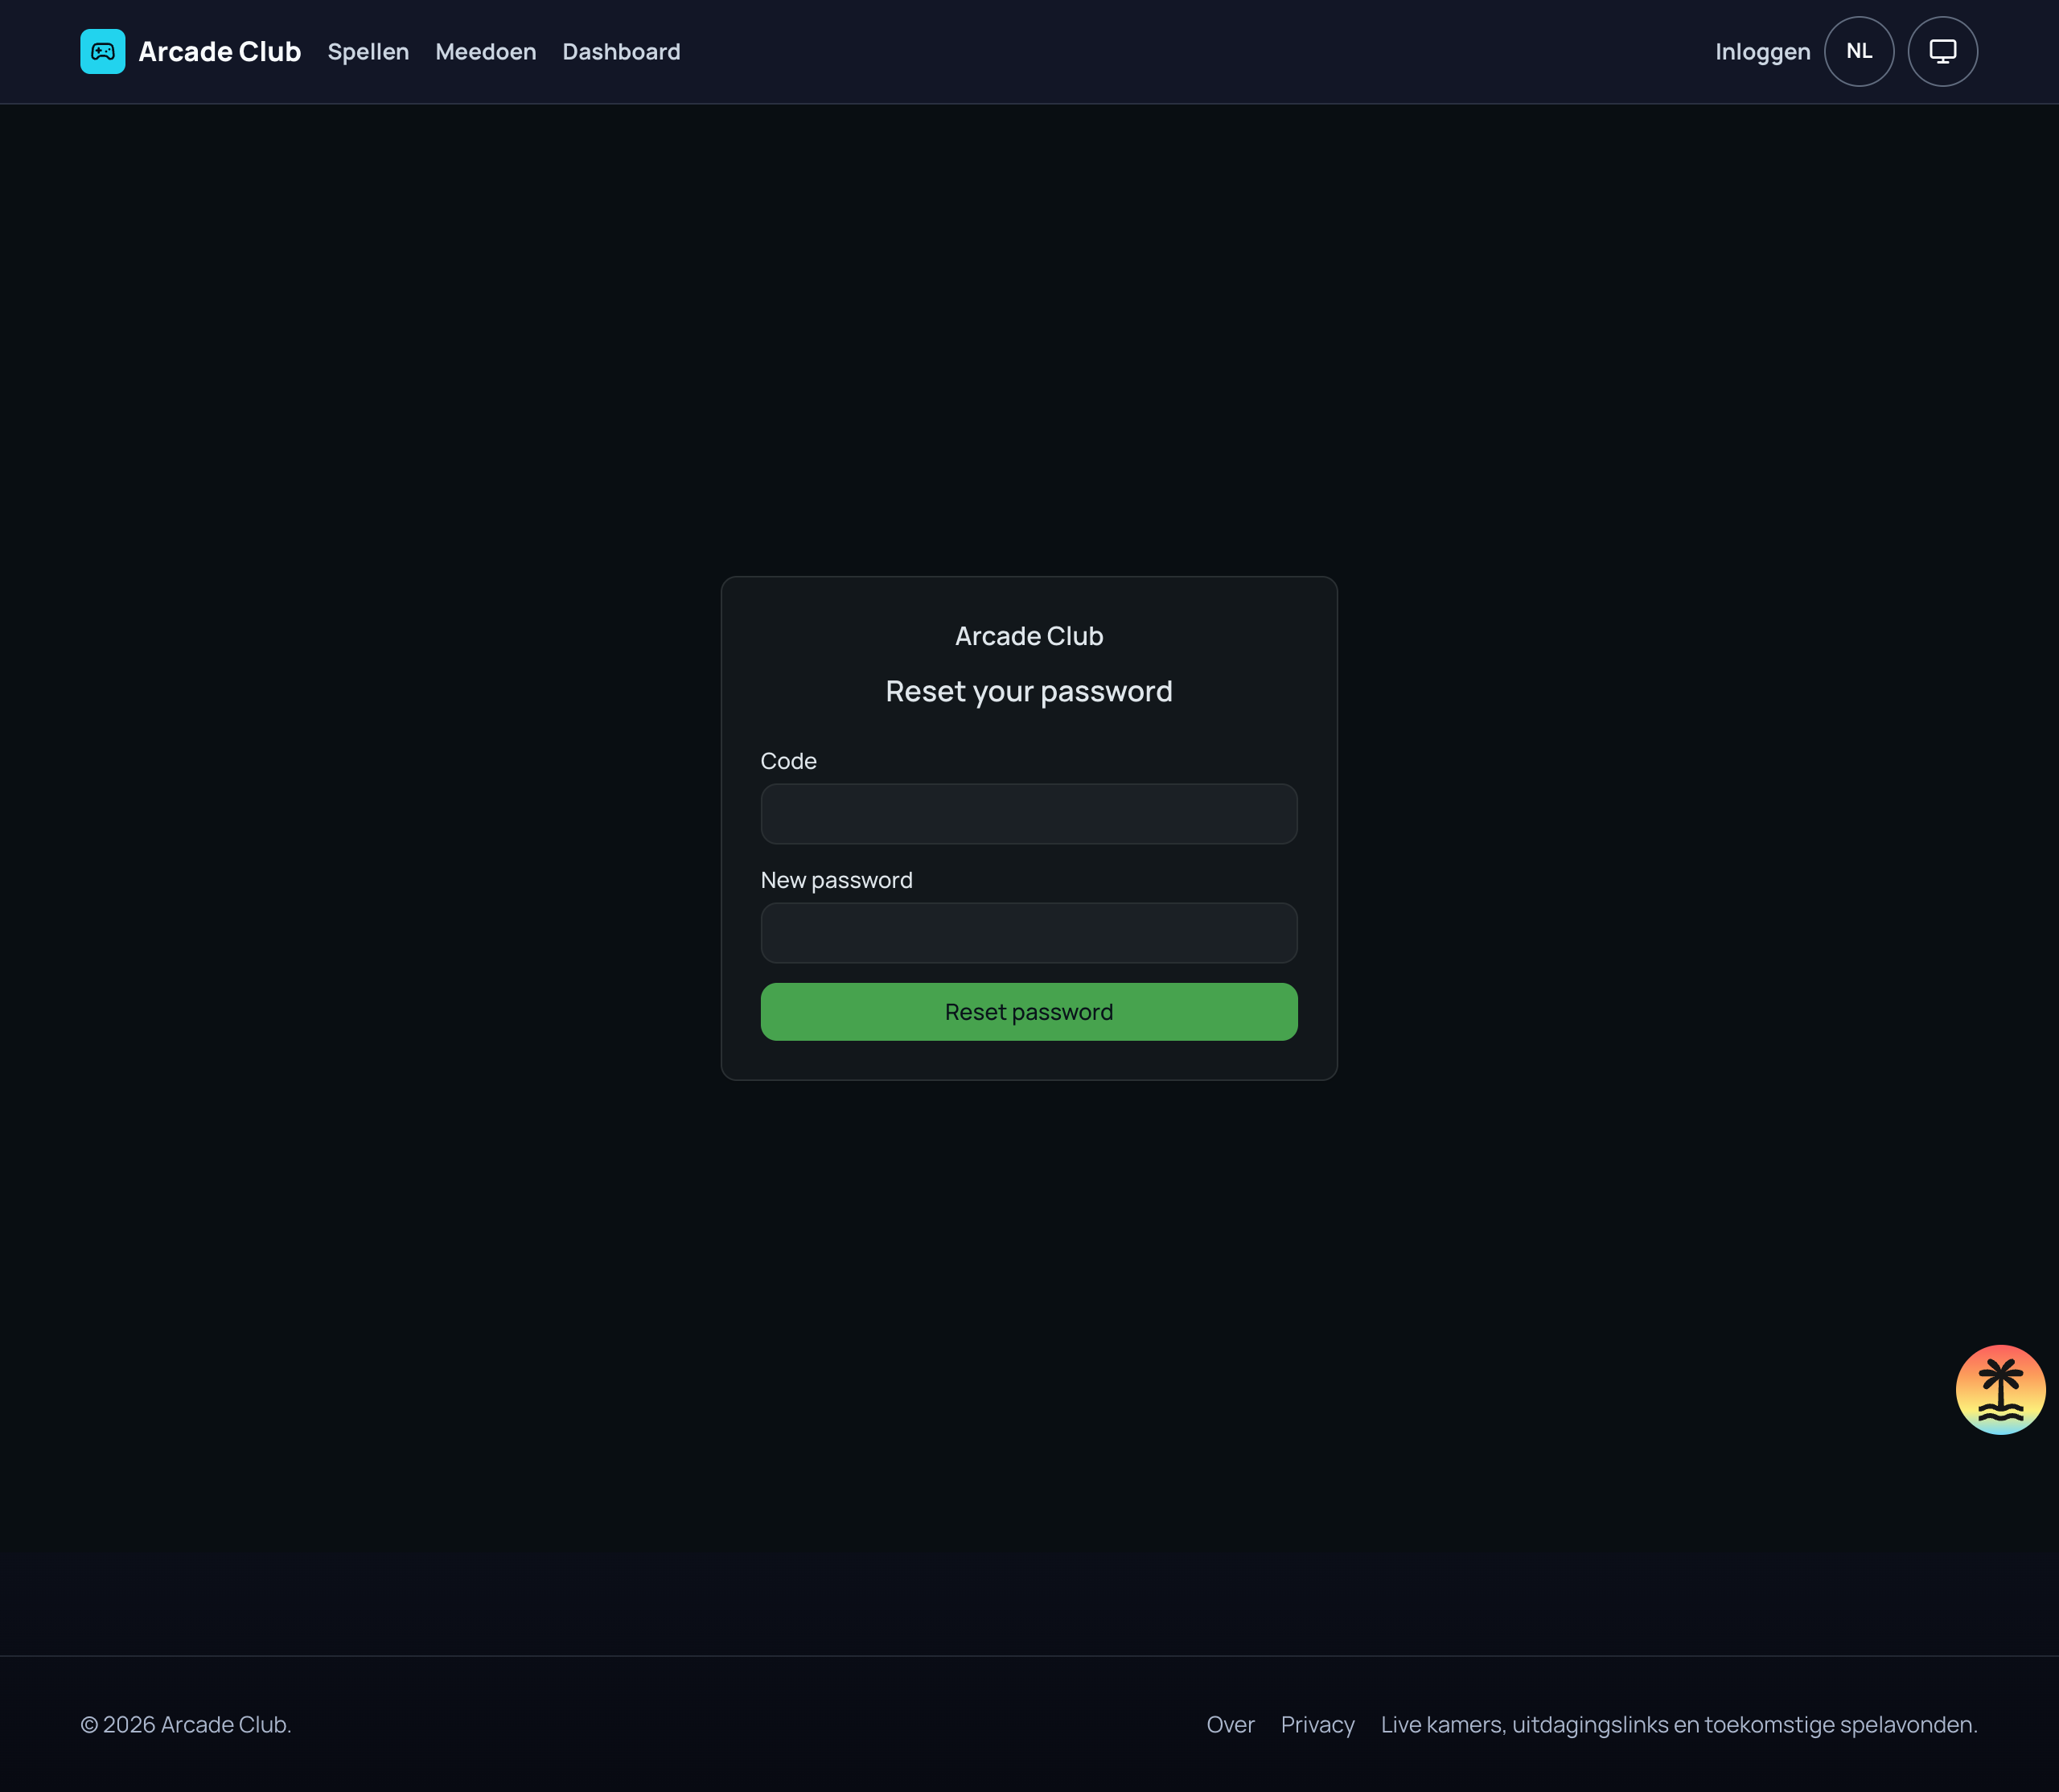 Arcade Club Spellen Meedoen Dashboard Inloggen NL
Arcade Club
Reset your password
Code
New password
Reset password
© 2026 Arcade Club. Over Privacy Live kamers, uitdagingslinks en toekomstige spelavonden.